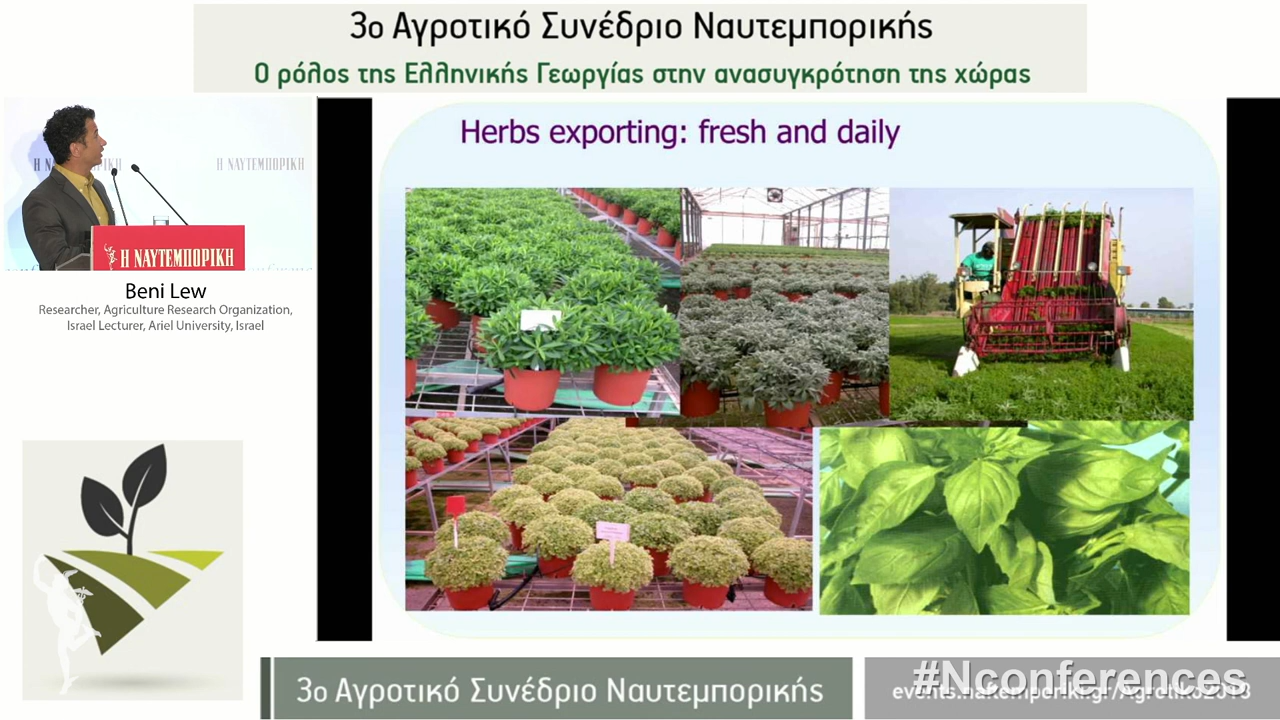 3ο Αγροτικό Συνέδριο Ναυτεμπορικής
Ο ρόλος της Ελληνικής Γεωργίας στην ανασυγκρότηση της χώρας
Herbs exporting: fresh and daily
Η ΝΑΥΤΕΜΠΟΡΙΚΗ
Η ΝΑΥΤΕΜΠΟΡΙΚΗ
Beni Lew
Researcher, Agriculture Research Organization,
Israel Lecturer, Ariel University, Israel
3ο Αγροτικό Συνέδριο Ναυτεμπορικής
#Nconferences